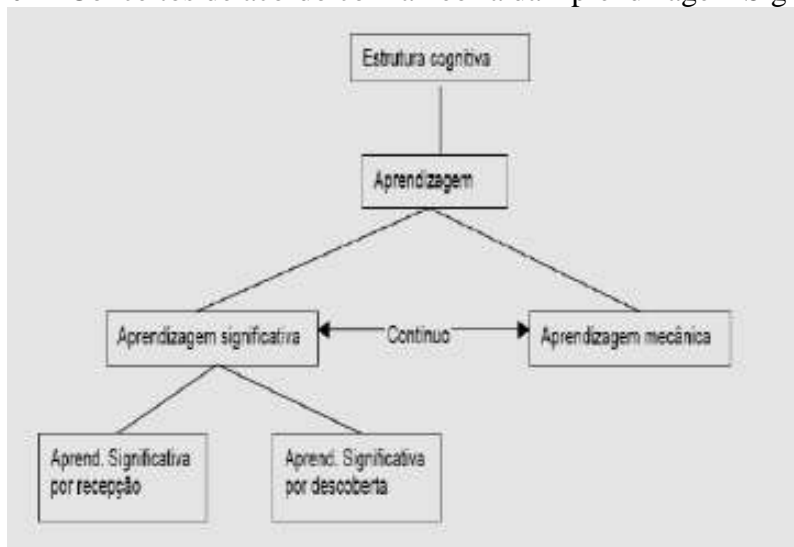 Estrutura cognitiva
Aprendizagem
Aprendizagem significativa
Contínuo
Aprendizagem mecânica
Aprend. Significativa
por recepção
Aprend. Significativa
por descoberta